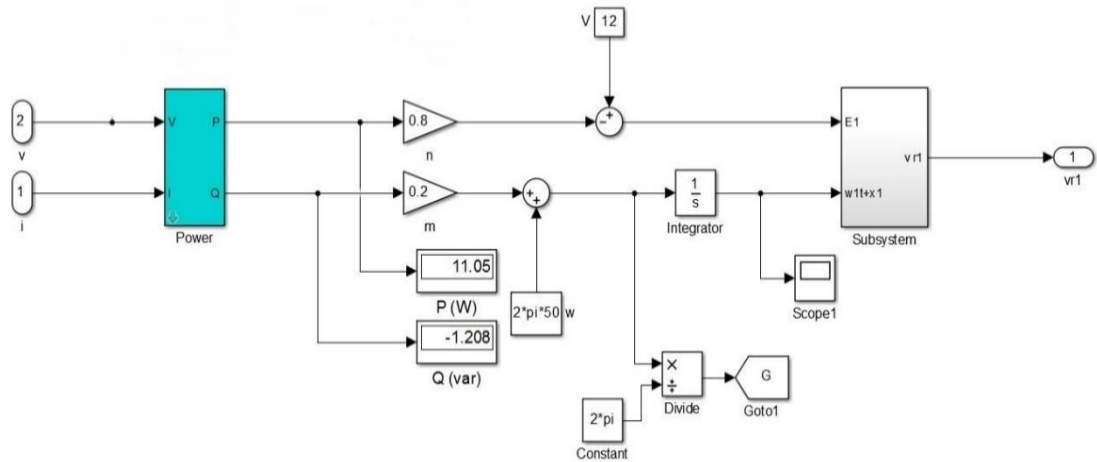 V 12
2
v
1
i
V P
I Q
Power
0.8
n
0.2
m
-
+
+
+
1
s
Integrator
E1
w1t+x1
vr1
Subsystem
1
vr1
11.05
P (W)
-1.208
Q (var)
2*pi*50 w
Scope1
×
÷
Divide
G
Goto1
2*pi
Constant